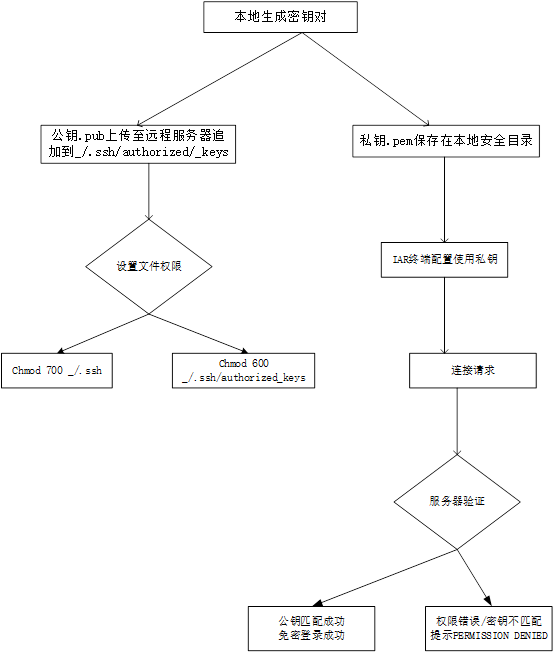 本地生成密钥对
公钥.pub上传至远程服务器追
加到_/.ssh/authorized/_keys
私钥.pem保存在本地安全目录
设置文件权限
IAR终端配置使用私钥
Chmod 700 _/.ssh
Chmod 600
_/.ssh/authorized_keys
连接请求
服务器验证
公钥匹配成功
免密登录成功
权限错误/密钥不匹配
提示PERMISSION DENIED